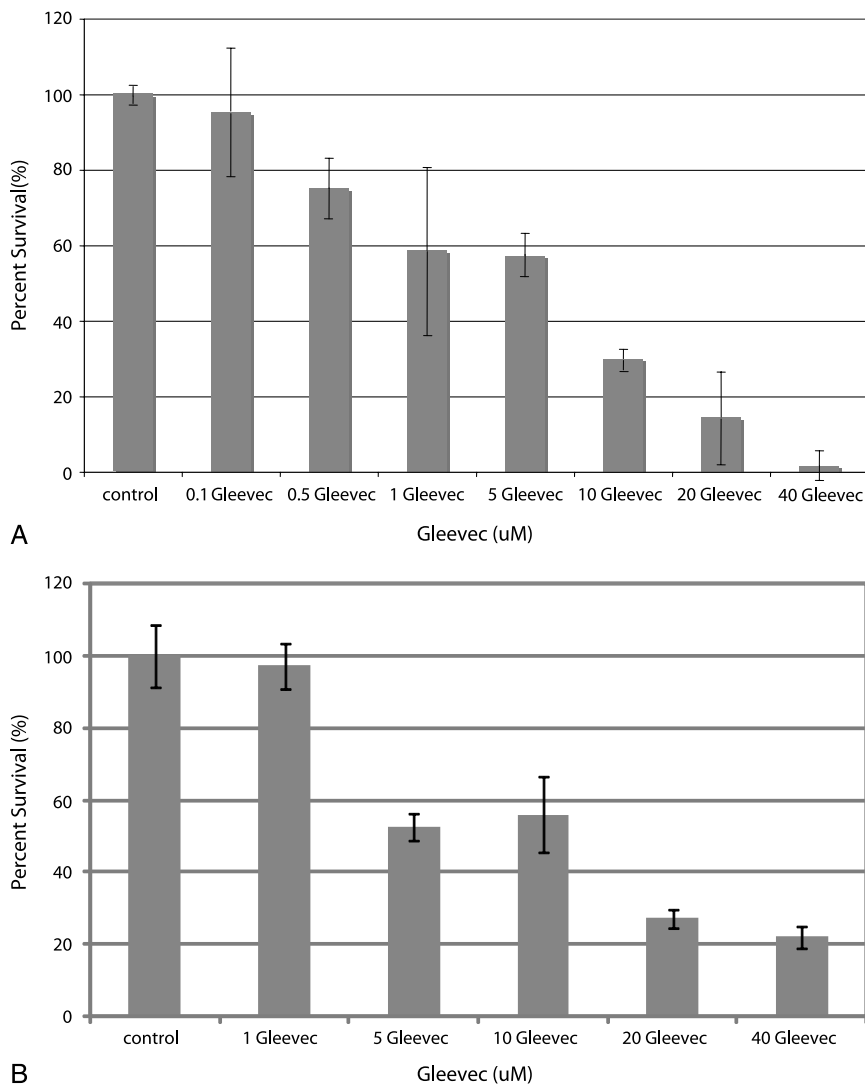 120
100
80
60
40
20
0
Percent Survival(%)
control 0.1 Gleevec 0.5 Gleevec 1 Gleevec 5 Gleevec 10 Gleevec 20 Gleevec 40 Gleevec
Gleevec (uM)
A
120
100
80
60
40
20
0
Percent Survival (%)
control 1 Gleevec 5 Gleevec 10 Gleevec 20 Gleevec 40 Gleevec
Gleevec (uM)
B